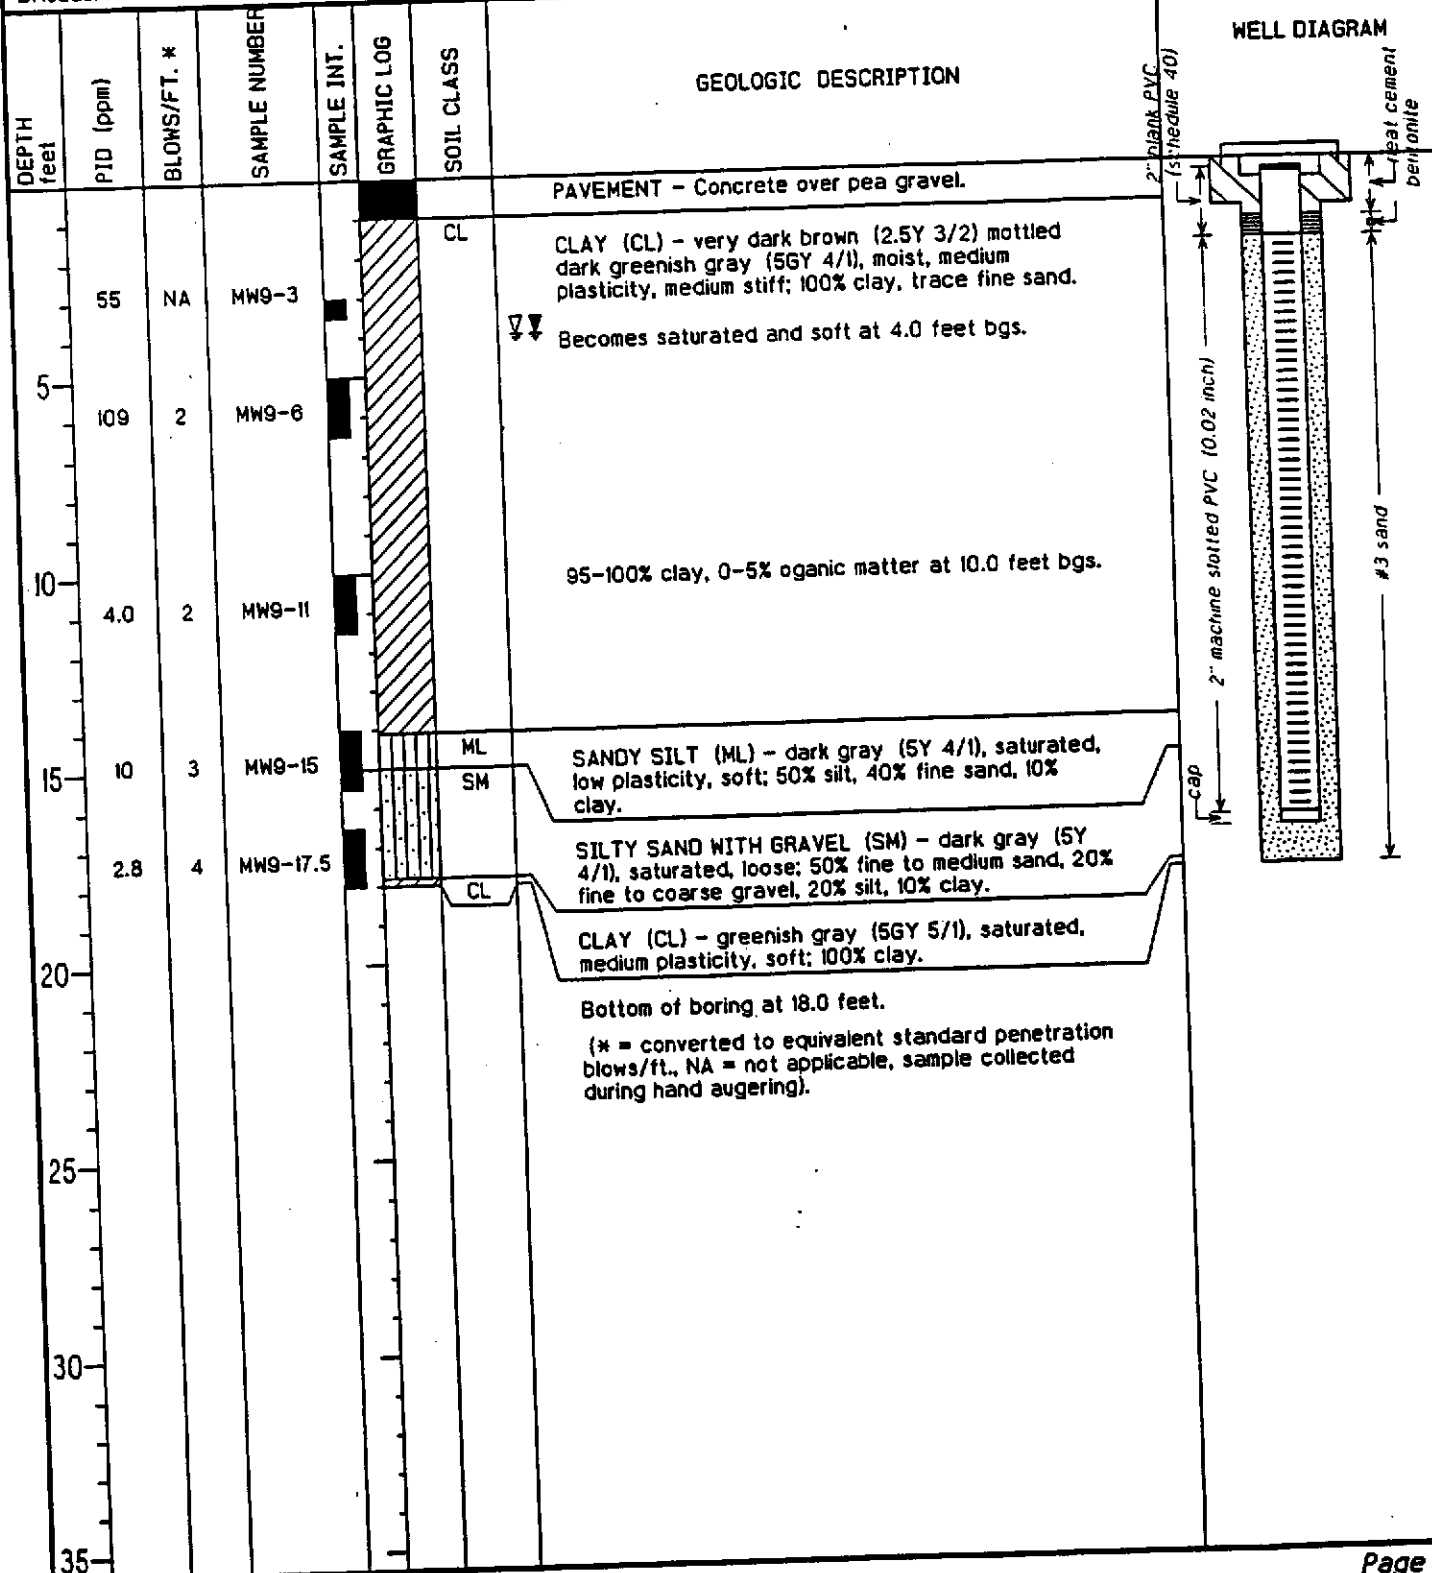 WELL DIAGRAM
DEPTH
feet
PID (ppm)
BLOWS/FT. *
SAMPLE NUMBER
SAMPLE INT.
GRAPHIC LOG
SOIL CLASS
GEOLOGIC DESCRIPTION
2" blank PVC
(schedule 40)
neat cement
bentonite
PAVEMENT - Concrete over pea gravel.
CL
CLAY (CL) - very dark brown (2.5Y 3/2) mottled
dark greenish gray (5GY 4/1), moist, medium
plasticity, medium stiff; 100% clay, trace fine sand.
55 NA MW9-3
Becomes saturated and soft at 4.0 feet bgs.
5
109 2 MW9-6
2" machine slotted PVC (0.02 inch)
#3 sand
95-100% clay, 0-5% oganic matter at 10.0 feet bgs.
10
4.0 2 MW9-11
ML
SANDY SILT (ML) - dark gray (5Y 4/1), saturated,
low plasticity, soft; 50% silt, 40% fine sand, 10%
clay.
15
10 3 MW9-15
SM
cap
SILTY SAND WITH GRAVEL (SM) - dark gray (5Y
4/1), saturated, loose; 50% fine to medium sand, 20%
fine to coarse gravel, 20% silt, 10% clay.
2.8 4 MW9-17.5
CL
CLAY (CL) - greenish gray (5GY 5/1), saturated,
medium plasticity, soft; 100% clay.
20
Bottom of boring at 18.0 feet.
(* = converted to equivalent standard penetration
blows/ft., NA = not applicable, sample collected
during hand augering).
25
30
35
Page